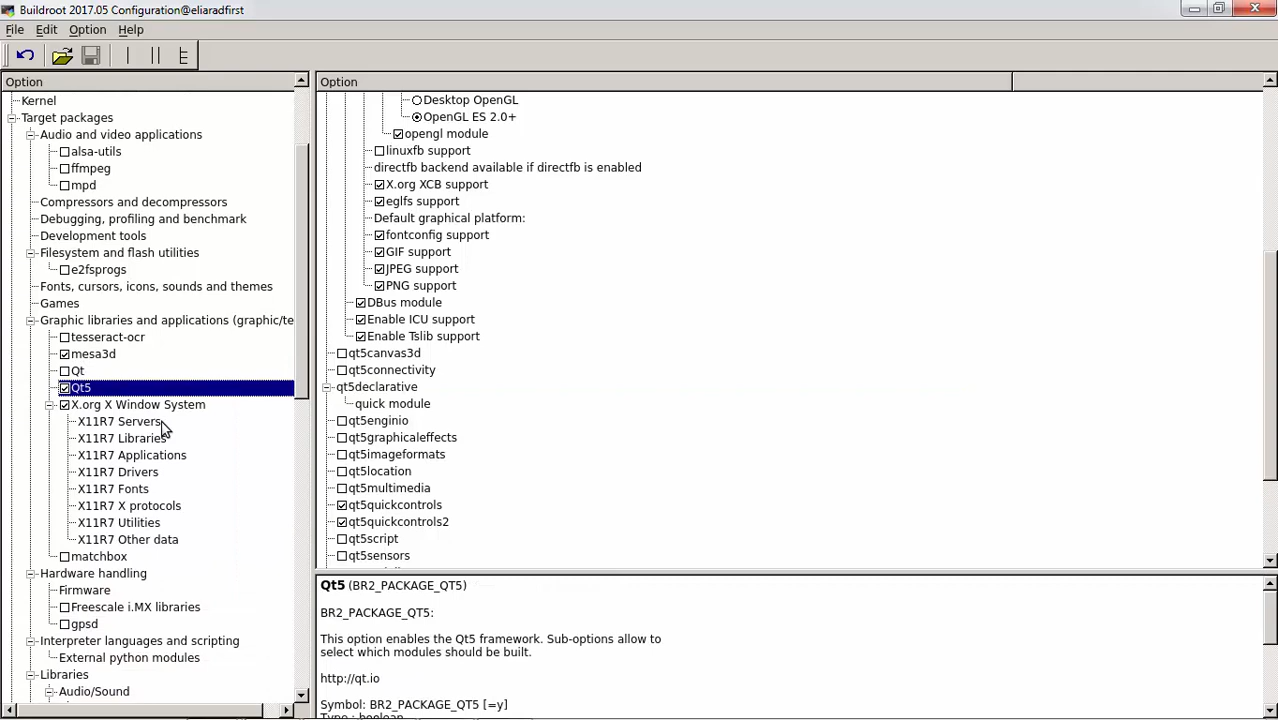 Buildroot 2017.05 Configuration@eliaradfirst
File Edit Option Help
Option
Kernel
Target packages
Audio and video applications
alsa-utils
ffmpeg
mpd
Compressors and decompressors
Debugging, profiling and benchmark
Development tools
Filesystem and flash utilities
e2fsprogs
Fonts, cursors, icons, sounds and themes
Games
Graphic libraries and applications (graphic/te
tesseract-ocr
mesa3d
Qt
Qt5
X.org X Window System
X11R7 Servers
X11R7 Libraries
X11R7 Applications
X11R7 Drivers
X11R7 Fonts
X11R7 X protocols
X11R7 Utilities
X11R7 Other data
matchbox
Hardware handling
Firmware
Freescale i.MX libraries
gpsd
Interpreter languages and scripting
External python modules
Libraries
Audio/Sound
Option
Desktop OpenGL
OpenGL ES 2.0+
opengl module
linuxfb support
directfb backend available if directfb is enabled
X.org XCB support
eglfs support
Default graphical platform:
fontconfig support
GIF support
JPEG support
PNG support
DBus module
Enable ICU support
Enable Tslib support
qt5canvas3d
qt5connectivity
qt5declarative
quick module
qt5enginio
qt5graphicaleffects
qt5imageformats
qt5location
qt5multimedia
qt5quickcontrols
qt5quickcontrols2
qt5script
qt5sensors
Qt5 (BR2_PACKAGE_QT5)
BR2_PACKAGE_QT5:
This option enables the Qt5 framework. Sub-options allow to
select which modules should be built.
http://qt.io
Symbol: BR2_PACKAGE_QT5 [=y]
Type : boolean